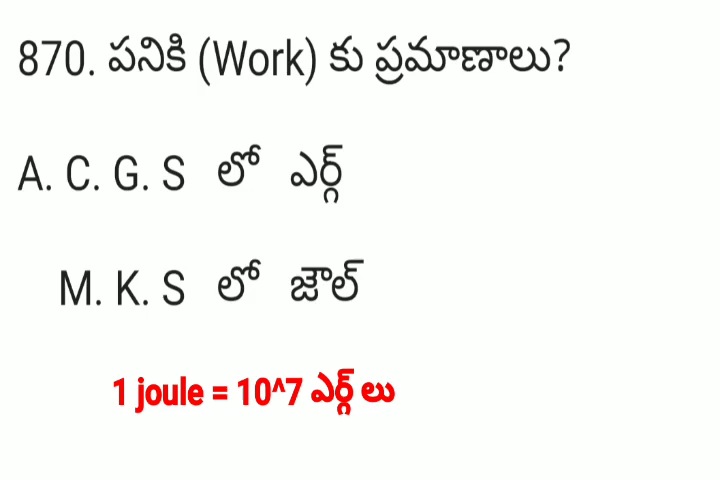 870. పనికి (Work) కు ప్రమాణాలు?
A. C. G. S లో ఎర్గ్
M. K. S లో జౌల్
1 joule = 10^7 ఎర్గ్ లు